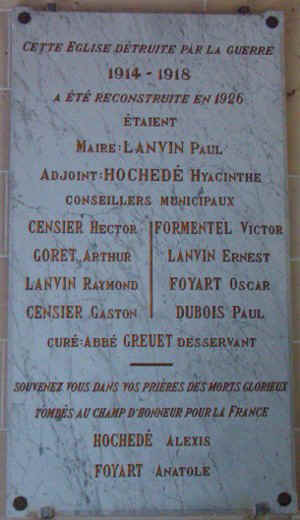 CETTE EGLISE DÉTRUITE PAR LA GUERRE
1914 - 1918
A ÉTÉ RECONSTRUITE EN 1926
ÉTAIENT
MAIRE: LANVIN PAUL
ADJOINT: HOCHEDÉ HYACINTHE
CONSEILLERS MUNICIPAUX
CENSIER HECTOR FORMENTEL VICTOR
GORET ARTHUR LANVIN ERNEST
LANVIN RAYMOND FOYART OSCAR
CENSIER GASTON DUBOIS PAUL
CURÉ: ABBÉ GREUET DESSERVANT
SOUVENEZ VOUS DANS VOS PRIÈRES DES MORTS GLORIEUX
TOMBÉS AU CHAMP D'HONNEUR POUR LA FRANCE
HOCHEDÉ ALEXIS
FOYART ANATOLE